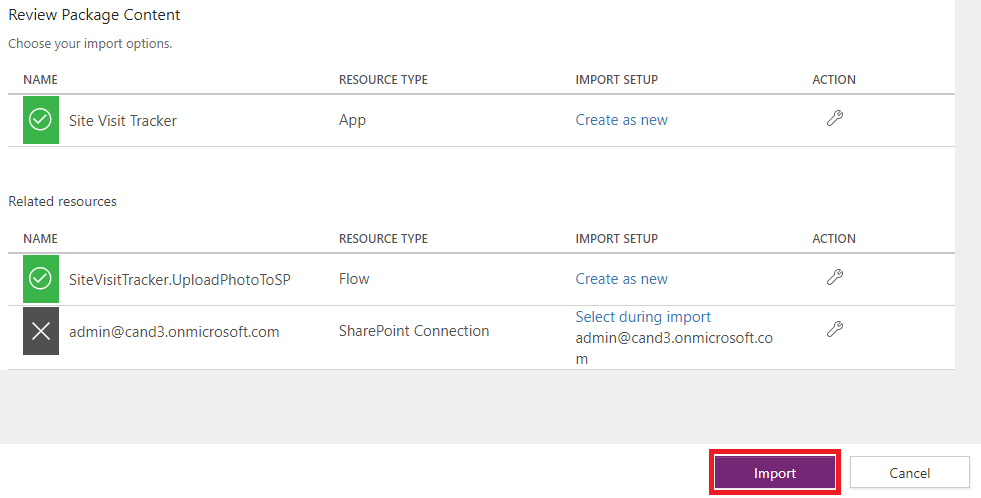 Review Package Content
Choose your import options.
NAME RESOURCE TYPE IMPORT SETUP ACTION
Site Visit Tracker App Create as new
Related resources
NAME RESOURCE TYPE IMPORT SETUP ACTION
SiteVisitTracker.UploadPhotoToSP Flow Create as new
admin@cand3.onmicrosoft.com SharePoint Connection Select during import
admin@cand3.onmicrosoft.co
m
Import Cancel